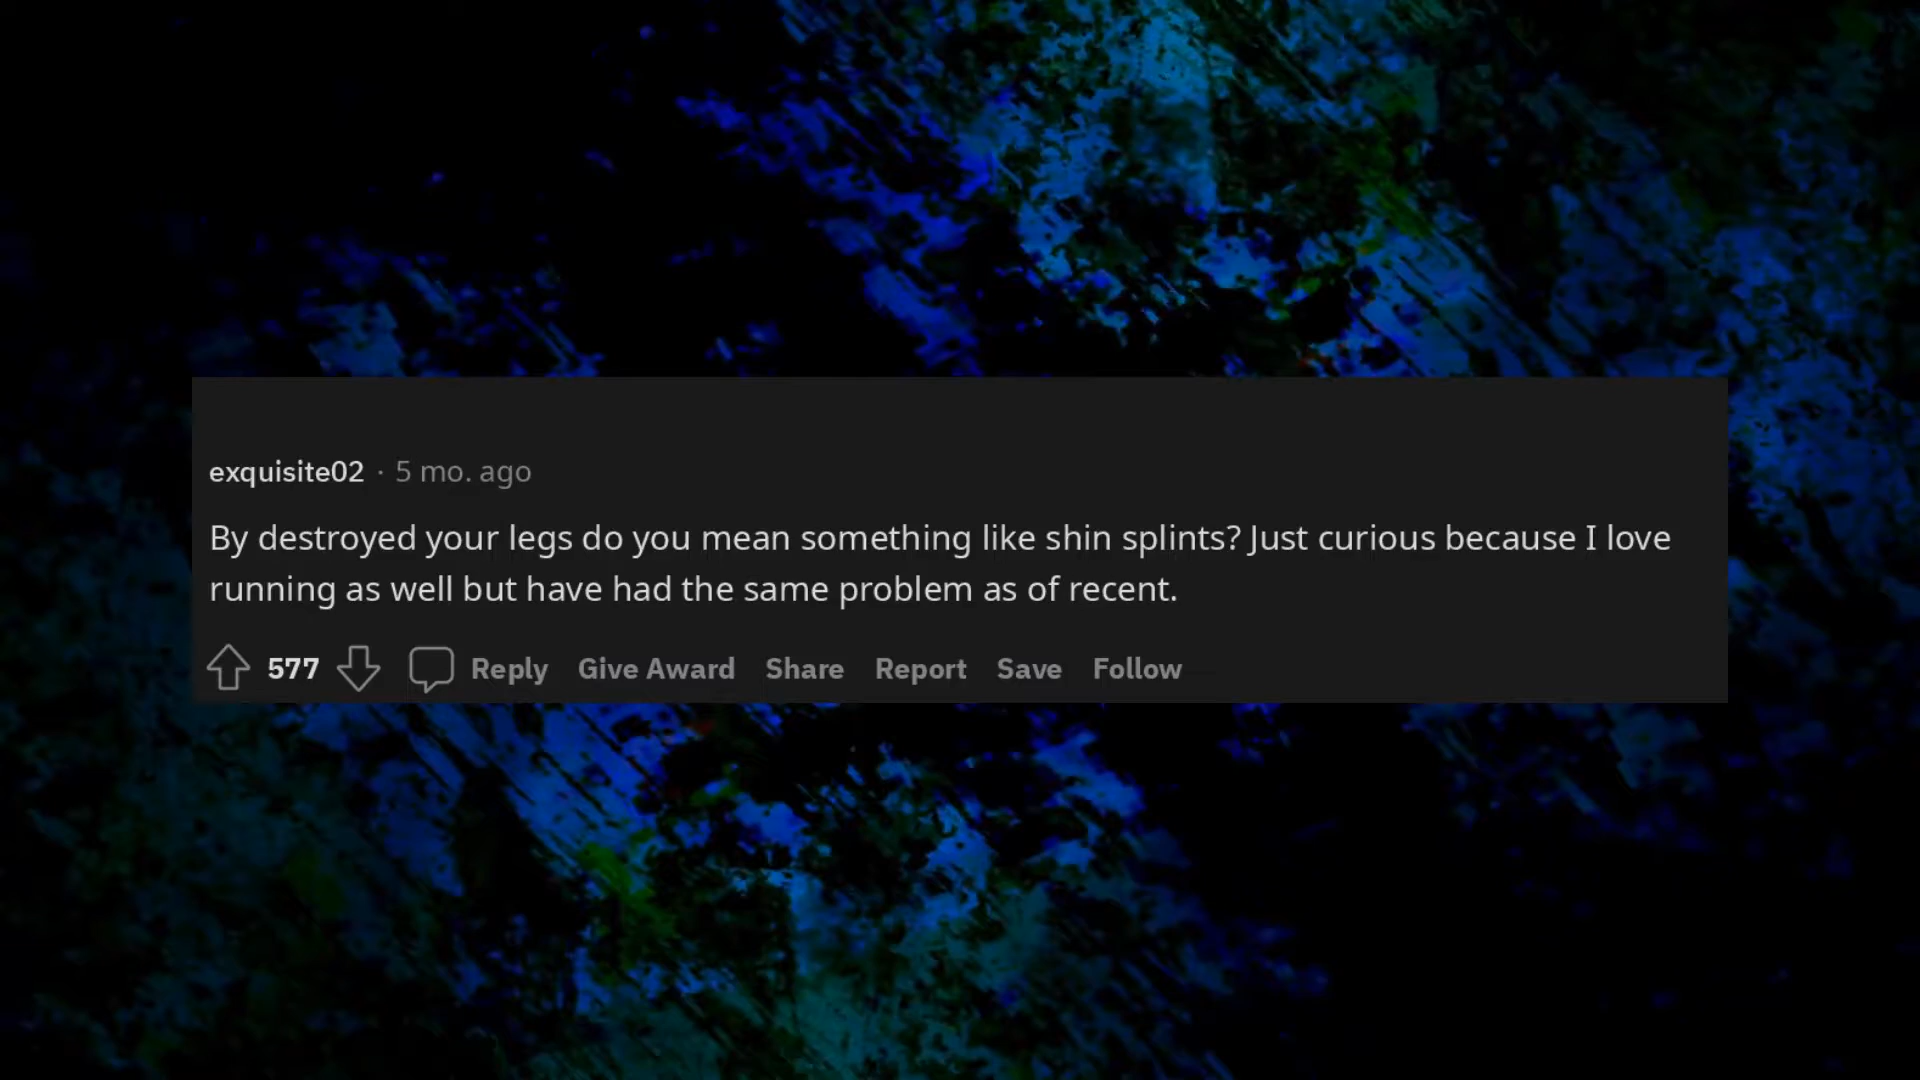 exquisite02 · 5 mo. ago
By destroyed your legs do you mean something like shin splints? Just curious because I love
running as well but have had the same problem as of recent.
577 Reply Give Award Share Report Save Follow